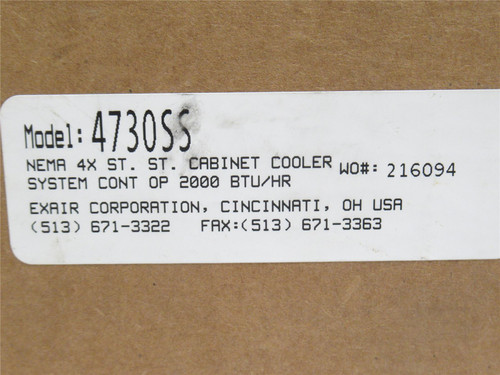 Model: 4730SS
NEMA 4X ST. ST. CABINET COOLER WO#: 216094
SYSTEM CONT OP 2000 BTU/HR
EXAIR CORPORATION, CINCINNATI, OH USA
(513) 671-3322 FAX:(513) 671-3363